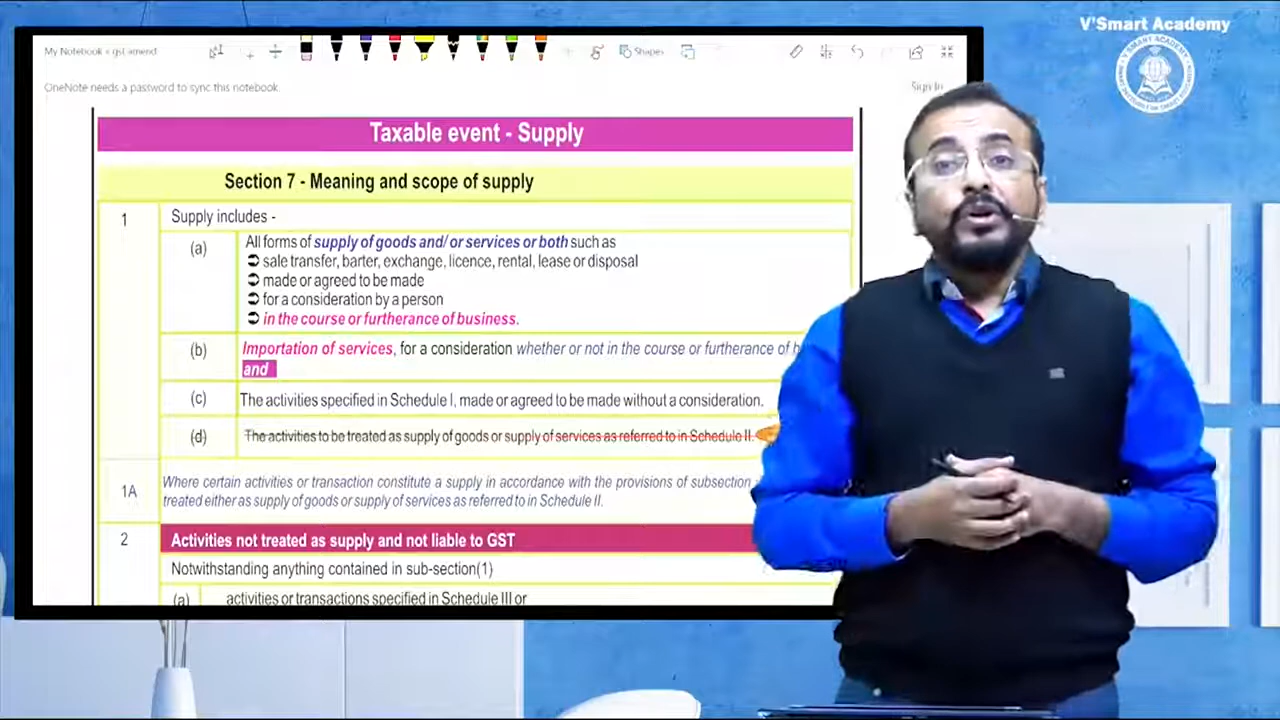 V'Smart Academy
My Notebook » gst amend
Shapes
OneNote needs a password to sync this notebook.
Sign In
Taxable event - Supply
Section 7 - Meaning and scope of supply
1 Supply includes -
(a) All forms of supply of goods and/ or services or both such as
➲ sale transfer, barter, exchange, licence, rental, lease or disposal
➲ made or agreed to be made
➲ for a consideration by a person
➲ in the course or furtherance of business.
(b) Importation of services, for a consideration whether or not in the course or furtherance of
and
(c) The activities specified in Schedule I, made or agreed to be made without a consideration.
(d) The activities to be treated as supply of goods or supply of services as referred to in Schedule II.
1A Where certain activities or transaction constitute a supply in accordance with the provisions of subsection
treated either as supply of goods or supply of services as referred to in Schedule II.
2 Activities not treated as supply and not liable to GST
Notwithstanding anything contained in sub-section(1)
(a) activities or transactions specified in Schedule III or